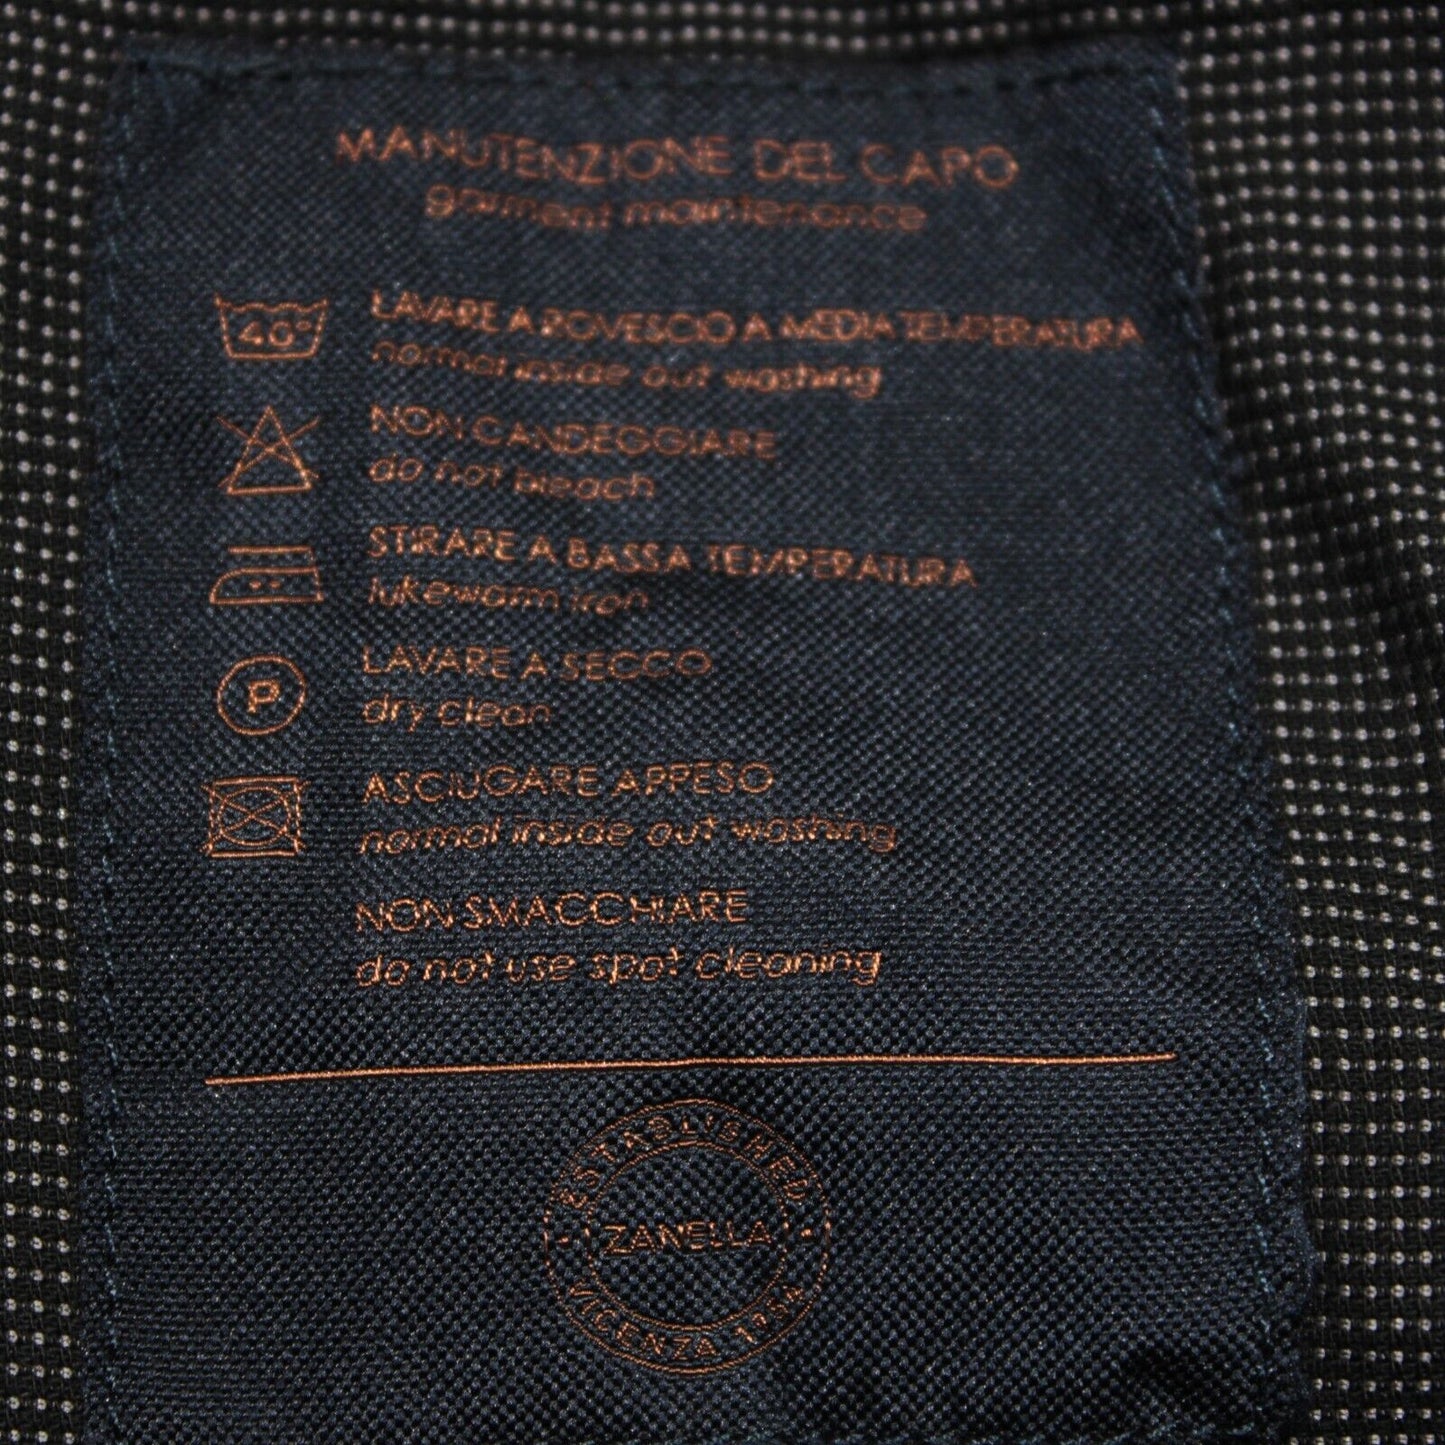 MANUTENZIONE DEL CAPO
garment maintenance
40°
LAVARE A ROVESCIO A MEDIA TEMPERATURA
normal inside out washing
NON CANDEGGIARE
do not bleach
STIRARE A BASSA TEMPERATURA
lukewarm iron
P
LAVARE A SECCO
dry clean
ASCIUGARE APPESO
normal inside out washing
NON SMACCHIARE
do not use spot cleaning
ESTABLISHED
ZANELLA
VICENZA 1954